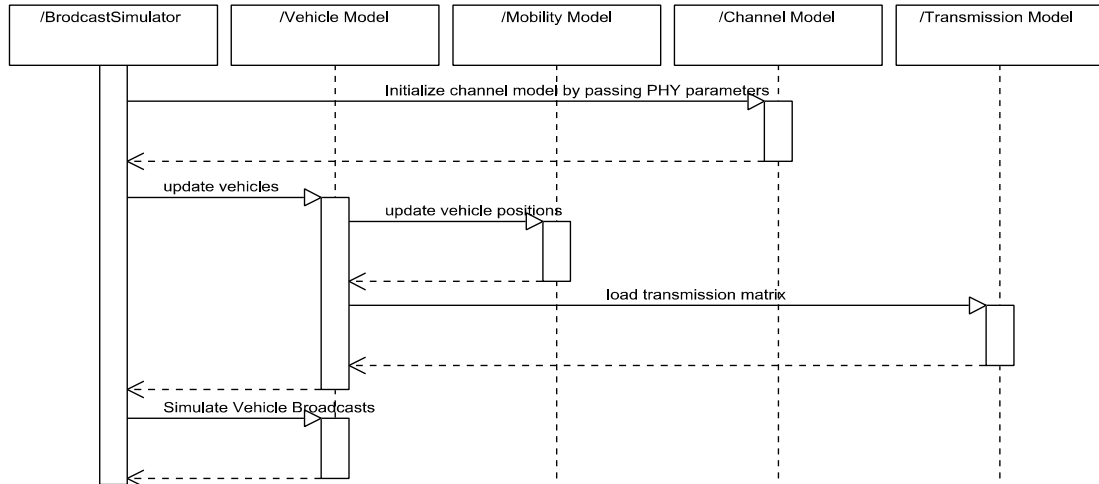 /BrodcastSimulator
/Vehicle Model
/Mobility Model
/Channel Model
/Transmission Model
Initialize channel model by passing PHY parameters
update vehicles
update vehicle positions
load transmission matrix
Simulate Vehicle Broadcasts